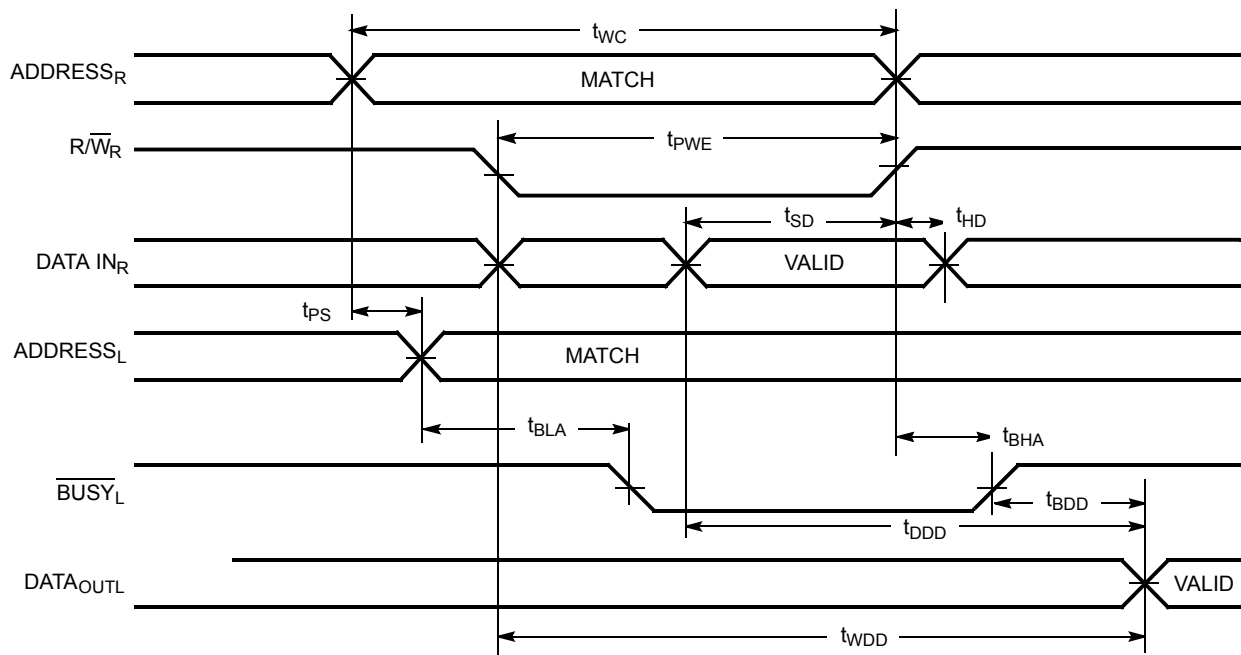 tWC
ADDRESSR
MATCH
R/W̅R
tPWE
tSD
tHD
DATA INR
VALID
tPS
ADDRESSL
MATCH
tBLA
tBHA
B̅U̅S̅Y̅L
tBDD
tDDD
DATAOUTL
VALID
tWDD